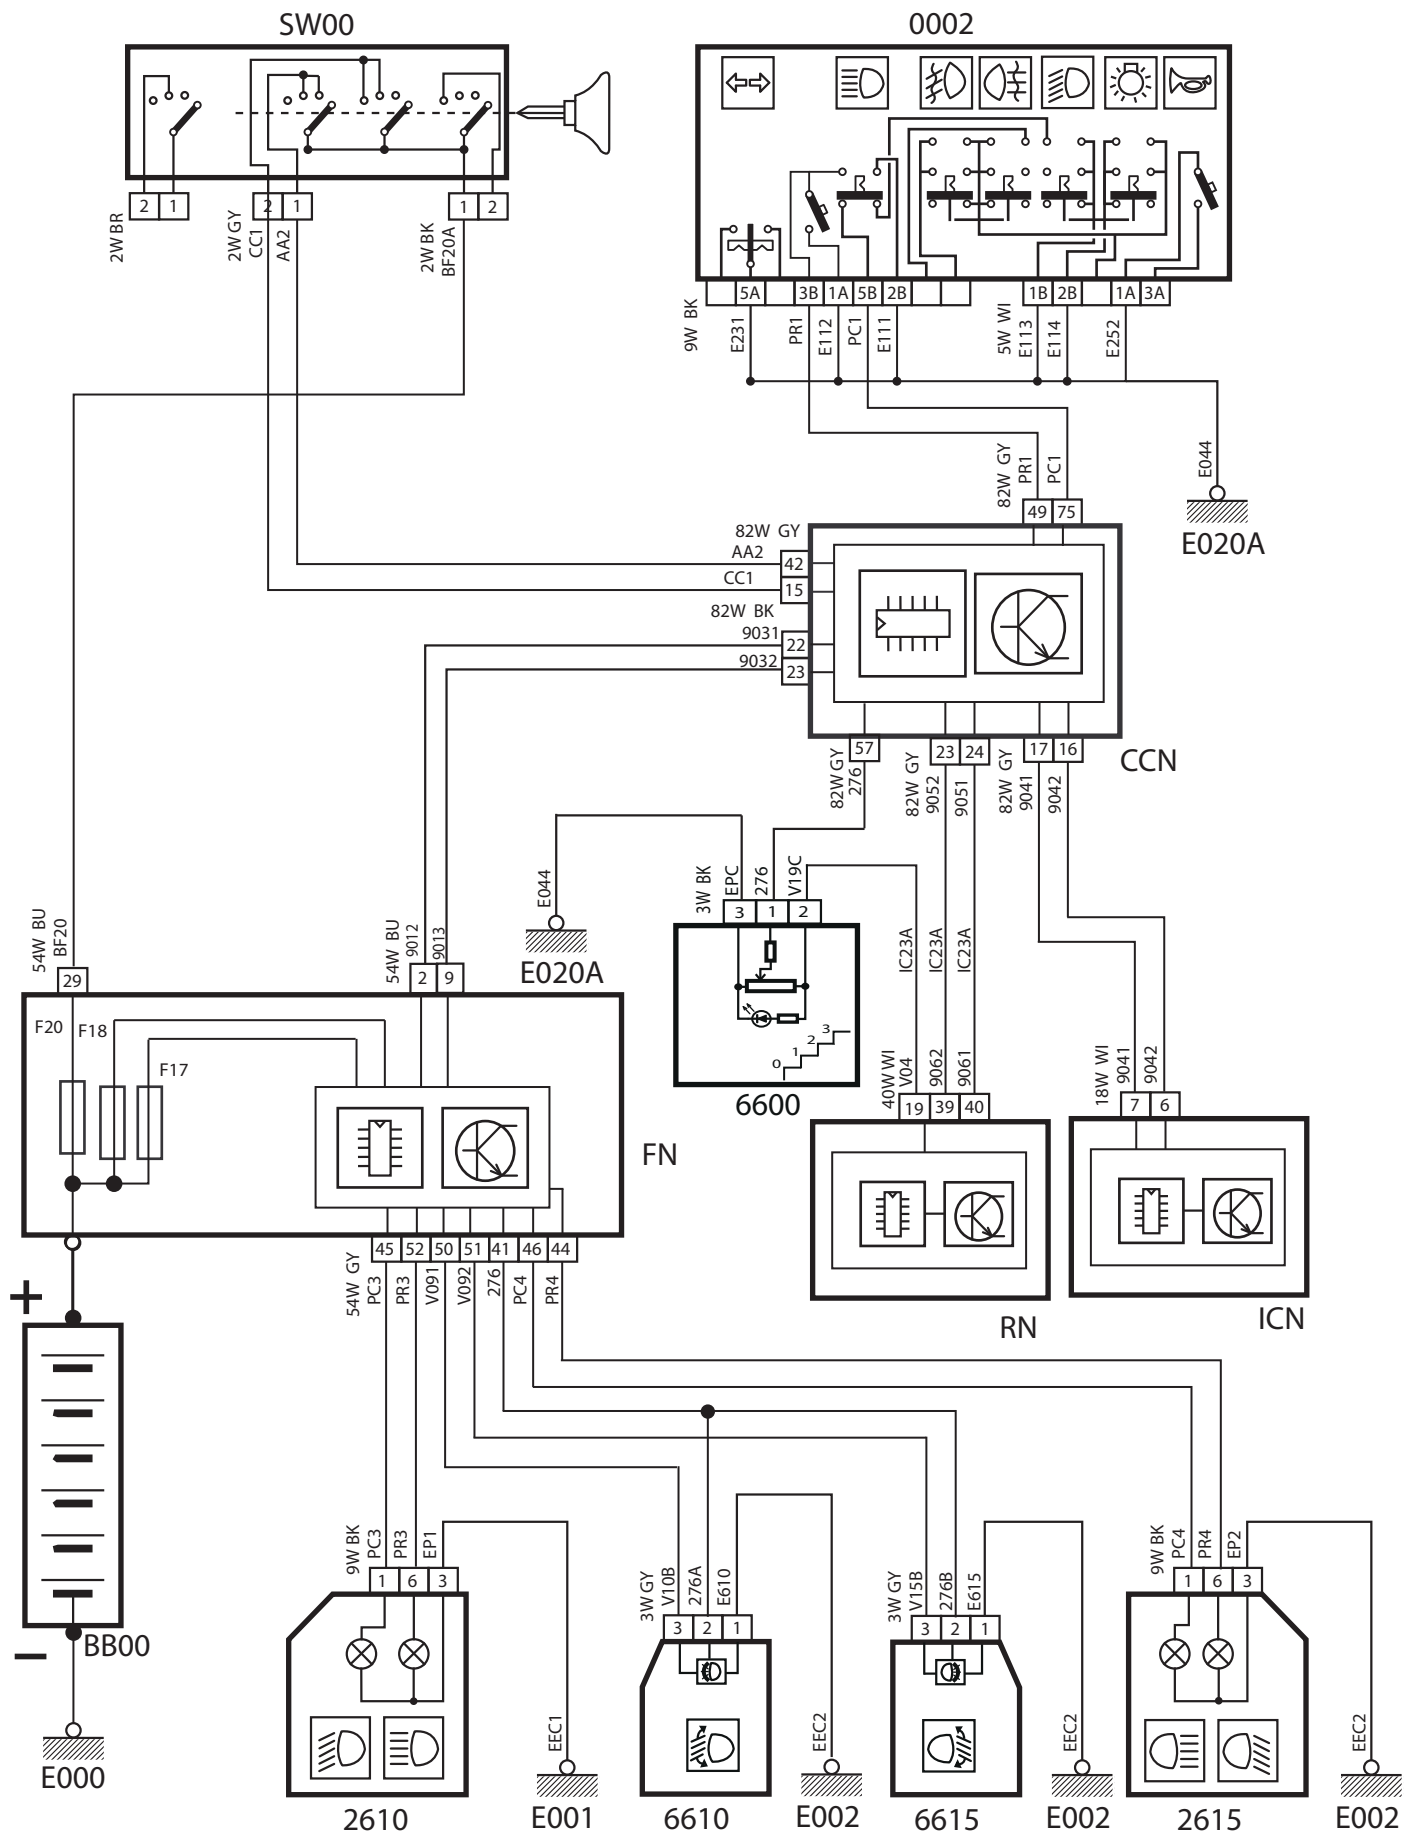 SW00
0002
2
1
2
1
1
2
2W BR
2W GY
CC1
AA2
2W BK
BF20A
5A
3B
1A
5B
2B
1B
2B
1A
3A
9W BK
E231
PR1
E112
PC1
E111
5W WI
E113
E114
E252
E044
E020A
82W GY
PR1
PC1
49
75
82W GY
AA2
42
CC1
15
82W BK
9031
22
9032
23
CCN
57
23
24
17
16
82W GY
276
82W GY
9052
9051
82W GY
9041
9042
E044
E020A
3W BK
EPC
276
V19C
3
1
2
0
1
2
3
6600
IC23A
IC23A
IC23A
54W BU
BF20
29
54W BU
9012
9013
2
9
F20
F18
F17
FN
40W WI
V04
9062
9061
19
39
40
RN
18W WI
9041
9042
7
6
ICN
45
52
50
51
41
46
44
54W GY
PC3
PR3
V091
V092
276
PC4
PR4
+
BB00
–
E000
9W BK
PC3
PR3
EP1
1
6
3
2610
EEC1
E001
3W GY
V10B
276A
E610
3
2
1
6610
EEC2
E002
3W GY
V15B
276B
E615
3
2
1
6615
EEC2
E002
9W BK
PC4
PR4
EP2
1
6
3
2615
EEC2
E002